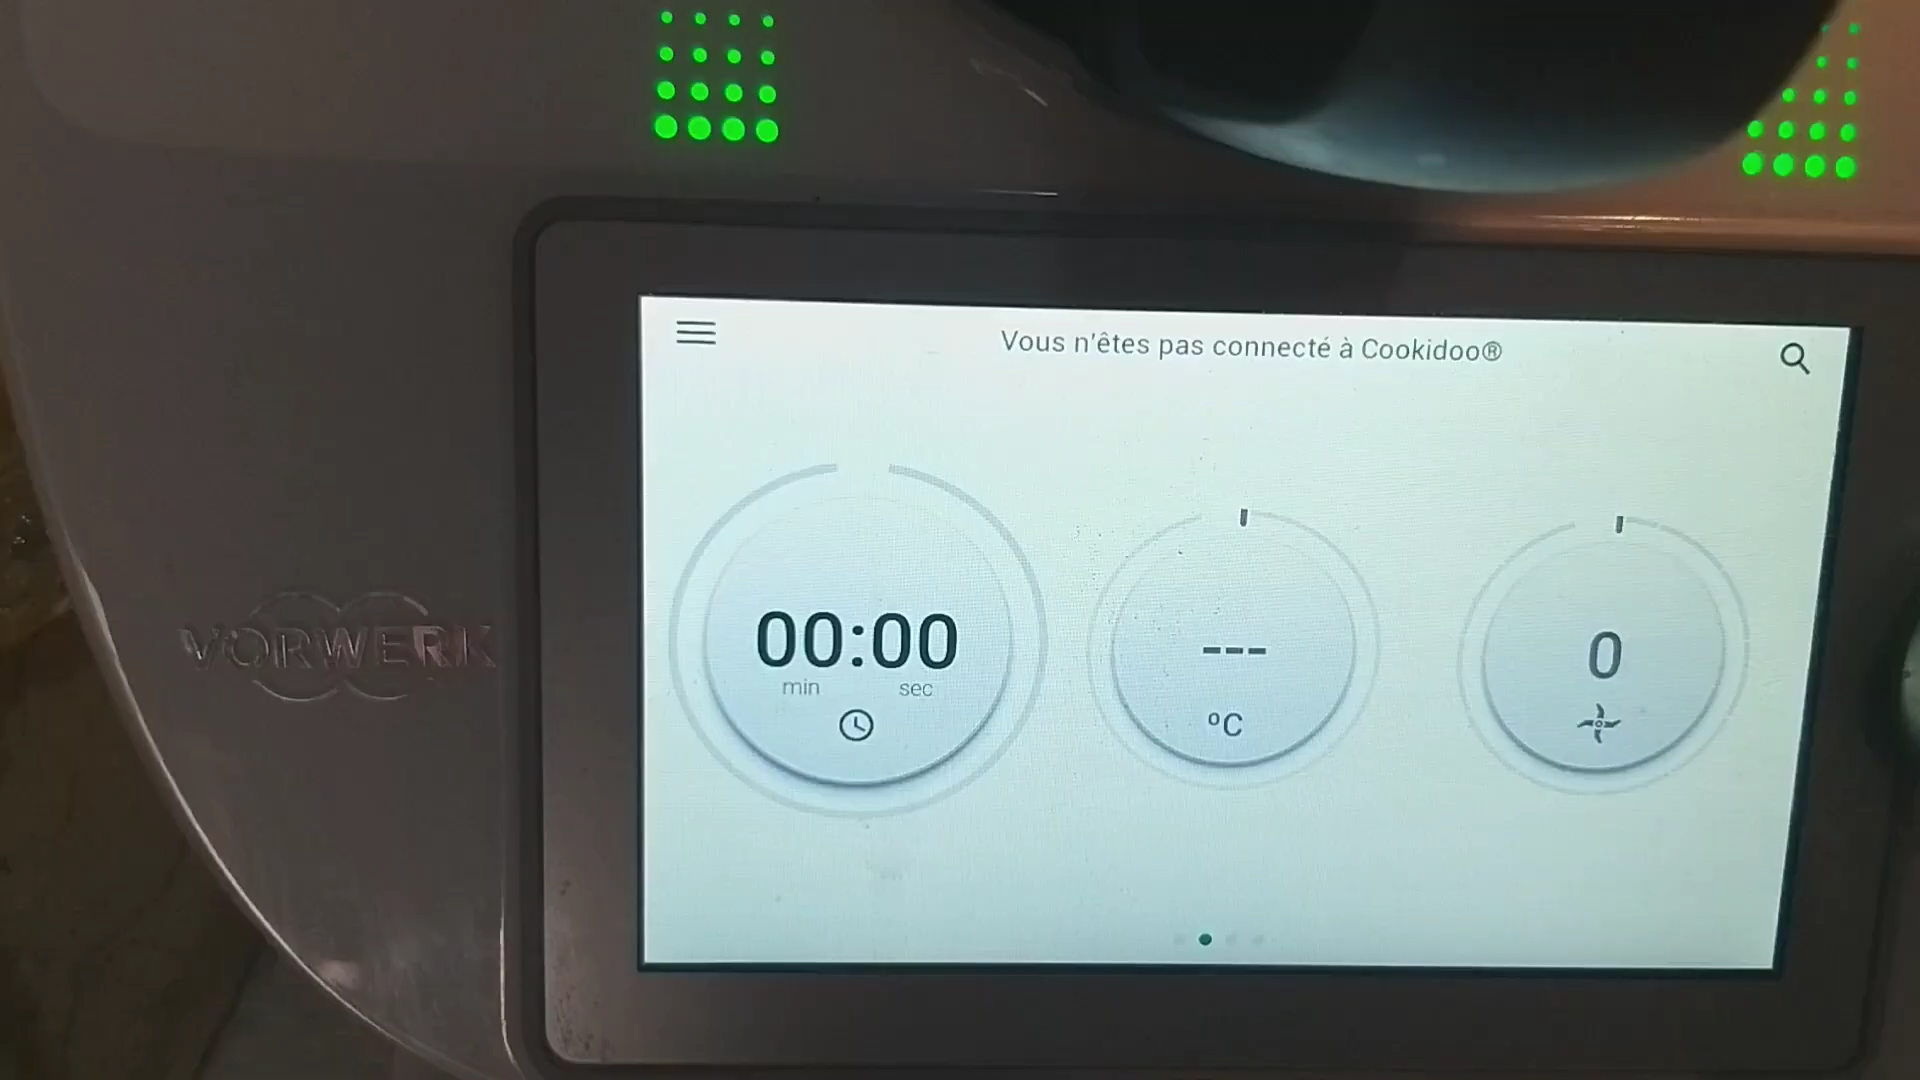 Vous n'êtes pas connecté à Cookidoo®
00:00
min sec
---
°C
0
VORWERK